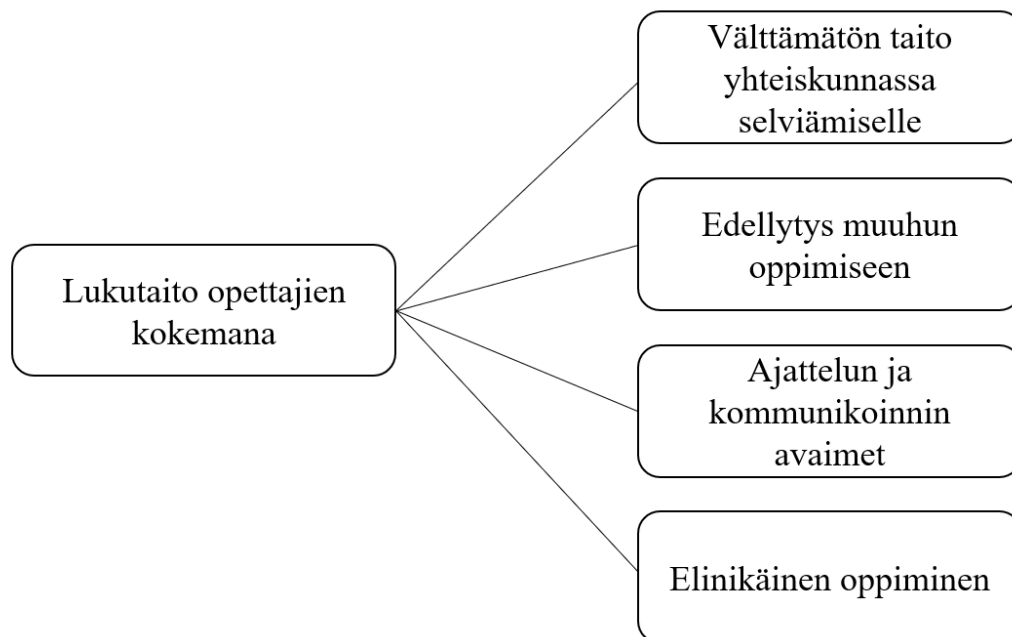 Välttämätön taito
yhteiskunnassa
selviämiselle
Edellytys muuhun
oppimiseen
Lukutaito opettajien
kokemana
Ajattelun ja
kommunikoinnin
avaimet
Elinikäinen oppiminen